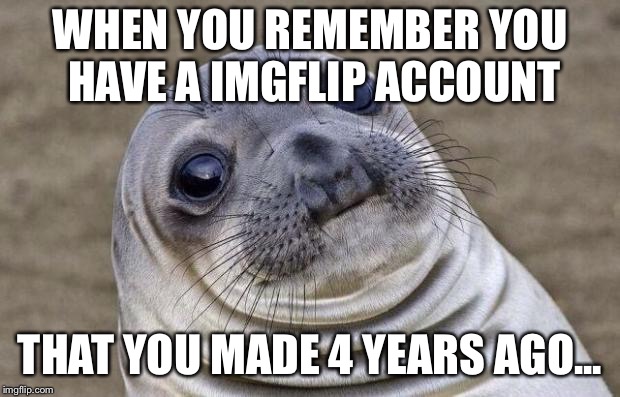 WHEN YOU REMEMBER YOU
HAVE A IMGFLIP ACCOUNT
THAT YOU MADE 4 YEARS AGO...
imgflip.com